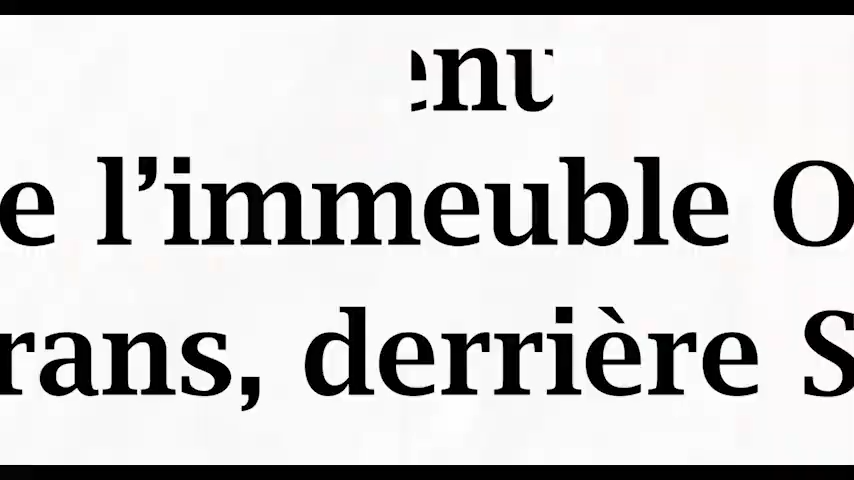 enu
e l’immeuble O
rans, derrière S